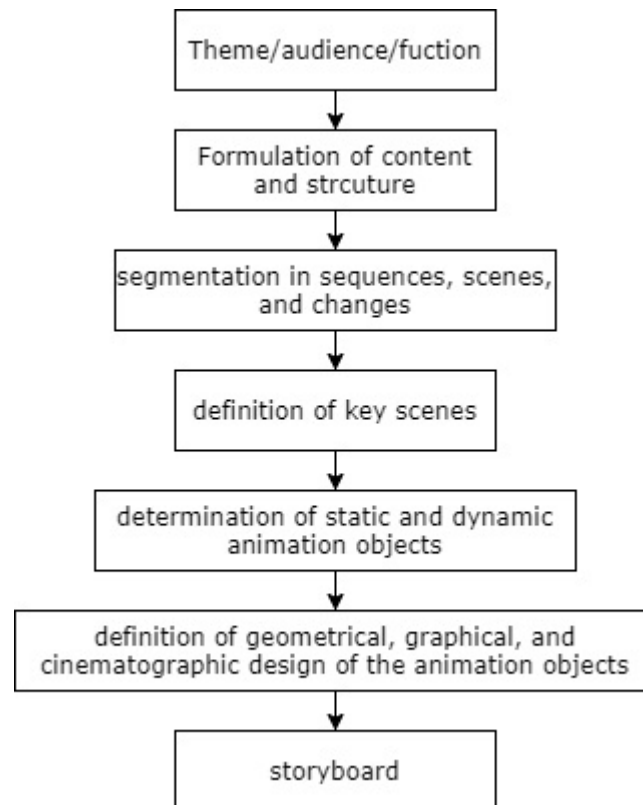 Theme/audience/fuction
Formulation of content
and strcuture
segmentation in sequences, scenes,
and changes
definition of key scenes
determination of static and dynamic
animation objects
definition of geometrical, graphical, and
cinematographic design of the animation objects
storyboard